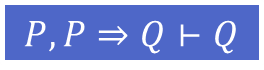 P, P ⇒ Q ⊢ Q